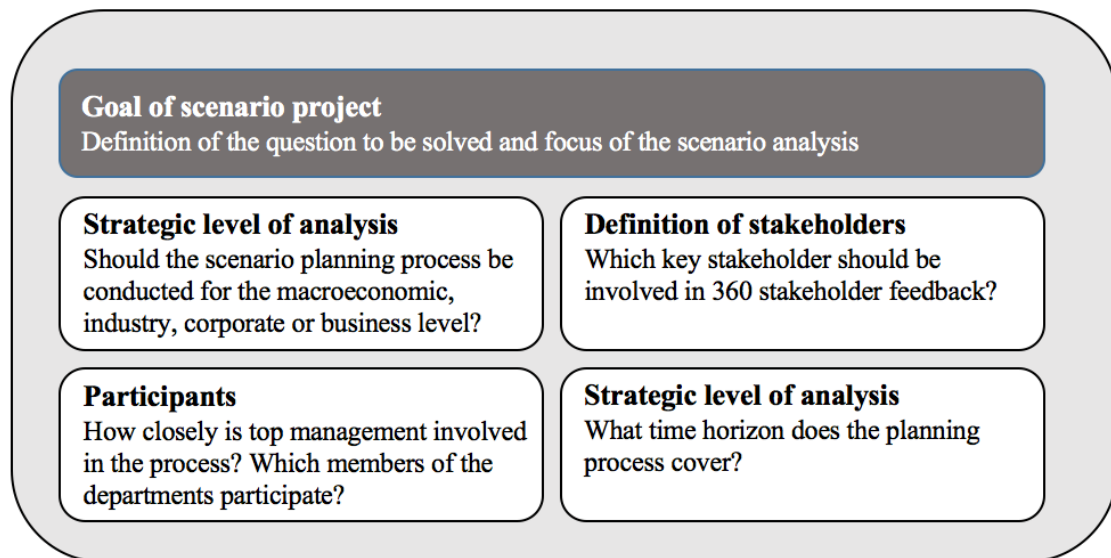 Goal of scenario project
Definition of the question to be solved and focus of the scenario analysis
Strategic level of analysis
Should the scenario planning process be
conducted for the macroeconomic,
industry, corporate or business level?
Definition of stakeholders
Which key stakeholder should be
involved in 360 stakeholder feedback?
Participants
How closely is top management involved
in the process? Which members of the
departments participate?
Strategic level of analysis
What time horizon does the planning
process cover?